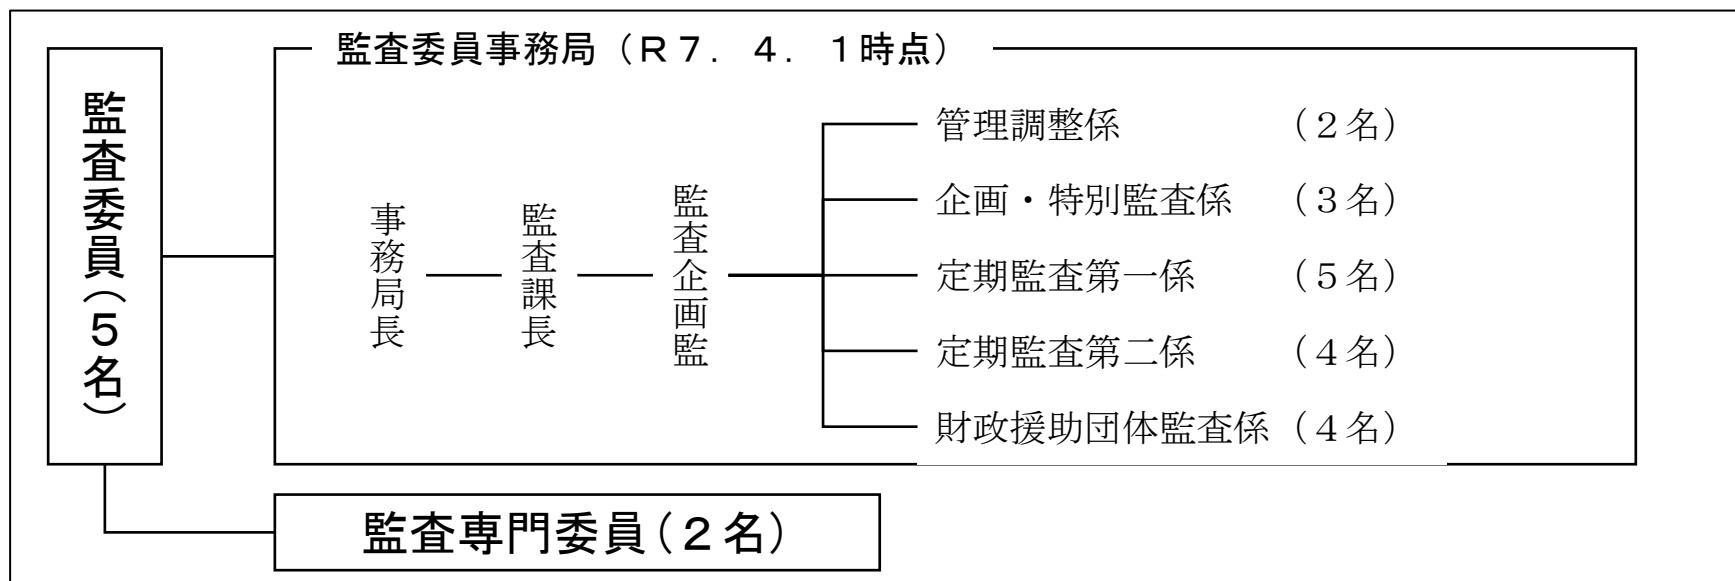 監査委員(5名)
監査委員事務局(R7.4.1時点)
事務局長
監査課長
監査企画監
管理調整係 (2名)
企画・特別監査係 (3名)
定期監査第一係 (5名)
定期監査第二係 (4名)
財政援助団体監査係 (4名)
監査専門委員(2名)